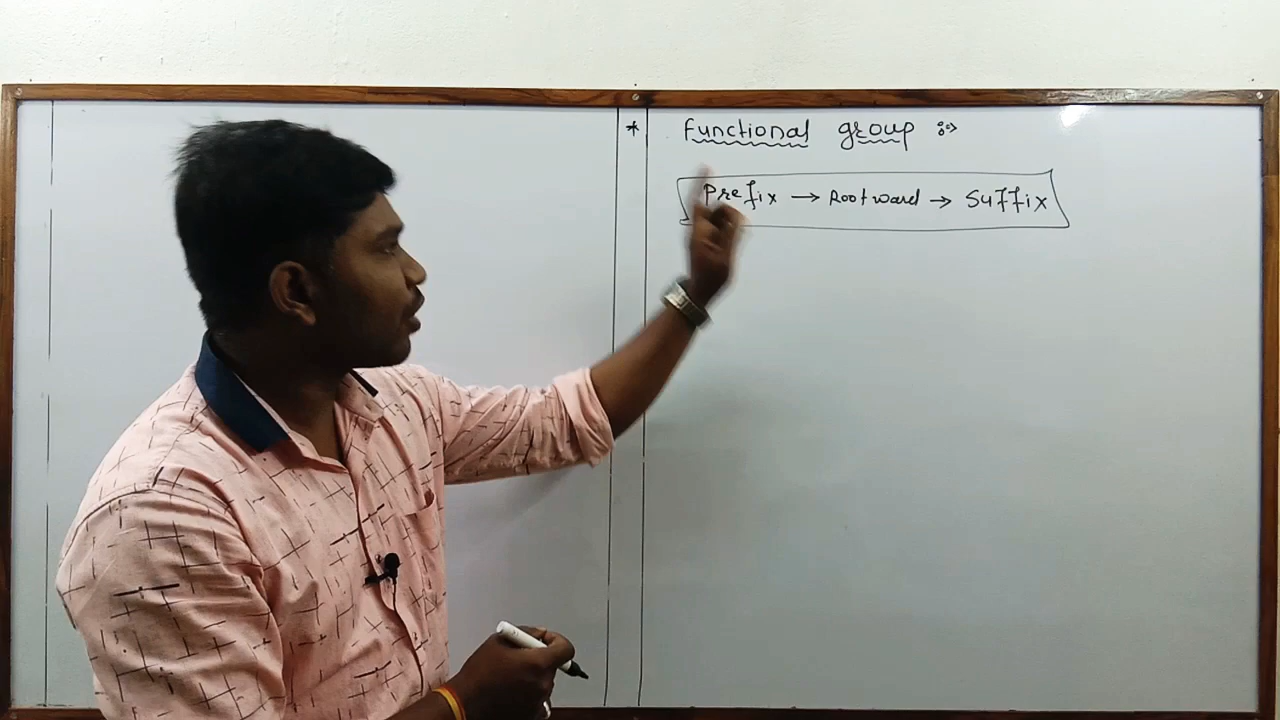 * Functional group :->
Prefix → Rootward → Suffix